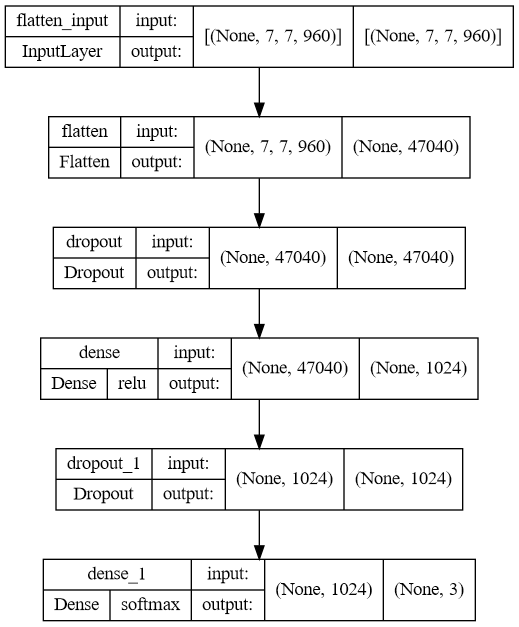 flatten_input input: [(None, 7, 7, 960)] [(None, 7, 7, 960)]
InputLayer output:
flatten input: (None, 7, 7, 960) (None, 47040)
Flatten output:
dropout input: (None, 47040) (None, 47040)
Dropout output:
dense input: (None, 47040) (None, 1024)
Dense relu output:
dropout_1 input: (None, 1024) (None, 1024)
Dropout output:
dense_1 input: (None, 1024) (None, 3)
Dense softmax output: